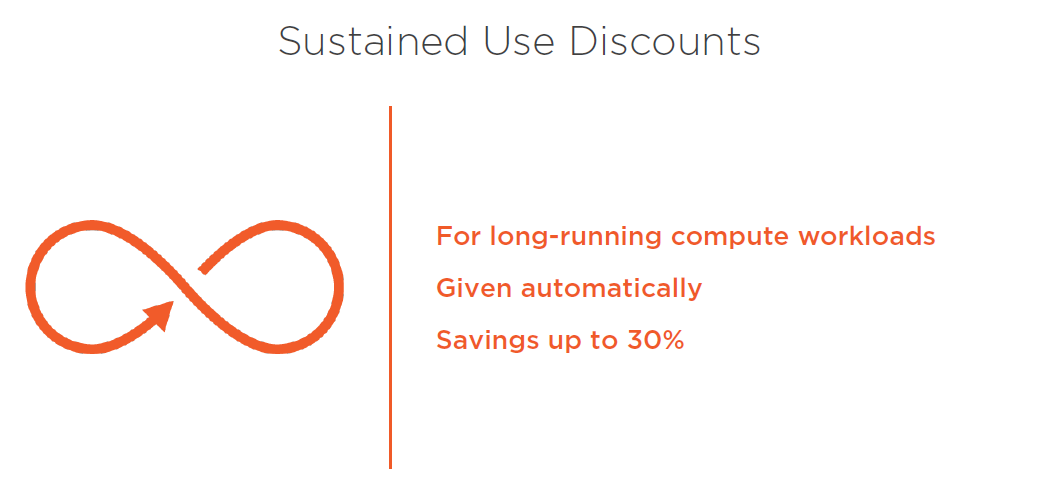 Sustained Use Discounts
For long-running compute workloads
Given automatically
Savings up to 30%